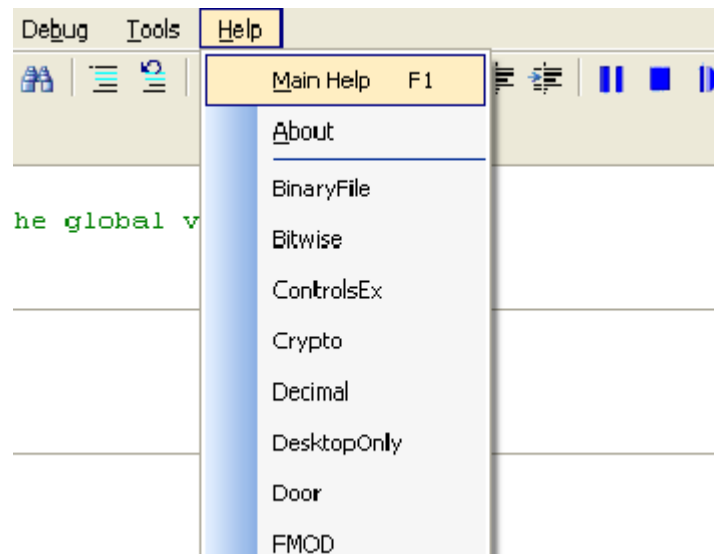 Debug Tools Help
Main Help F1
About
BinaryFile
he global v
Bitwise
ControlsEx
Crypto
Decimal
DesktopOnly
Door
FMOD